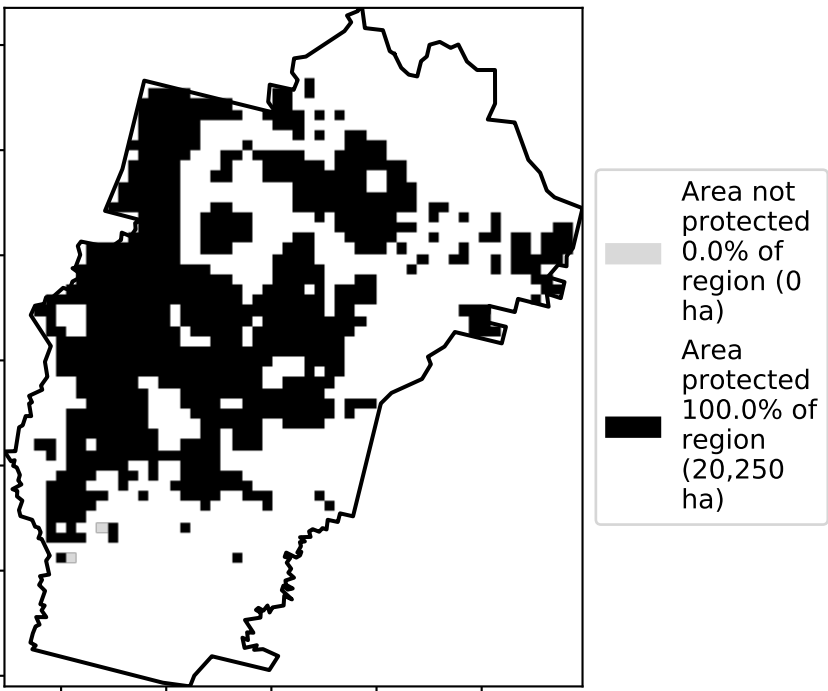 Area not
protected
0.0% of
region (0
ha)
Area
protected
100.0% of
region
(20,250
ha)